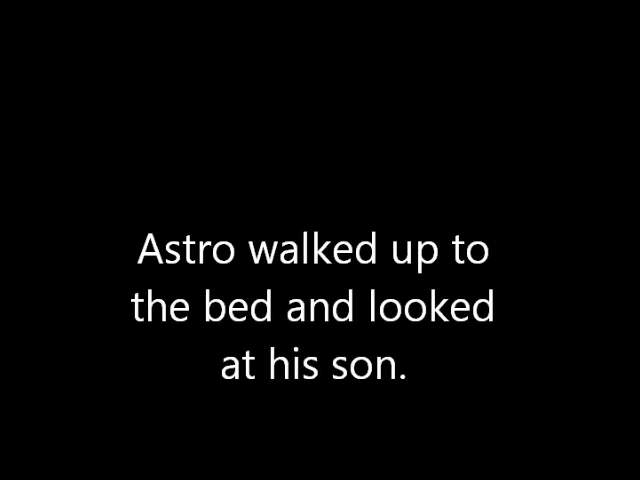 Astro walked up to
the bed and looked
at his son.